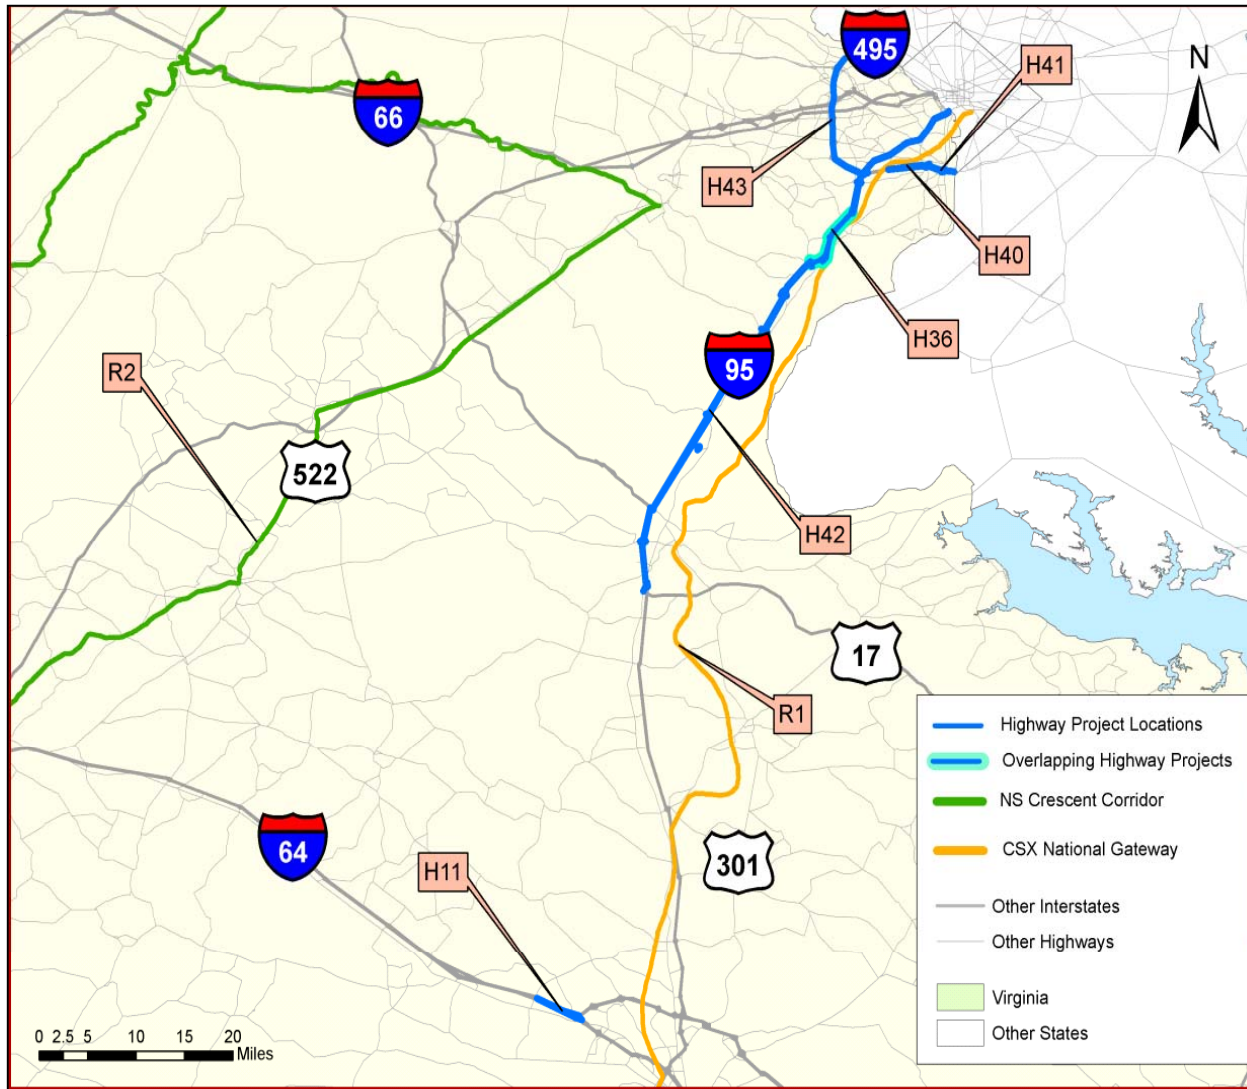 495
N
H41
66
H43
H40
H36
R2
95
522
H42
17
R1
Highway Project Locations
Overlapping Highway Projects
NS Crescent Corridor
CSX National Gateway
Other Interstates
Other Highways
Virginia
Other States
64
H11
301
0 2.5 5 10 15 20
Miles